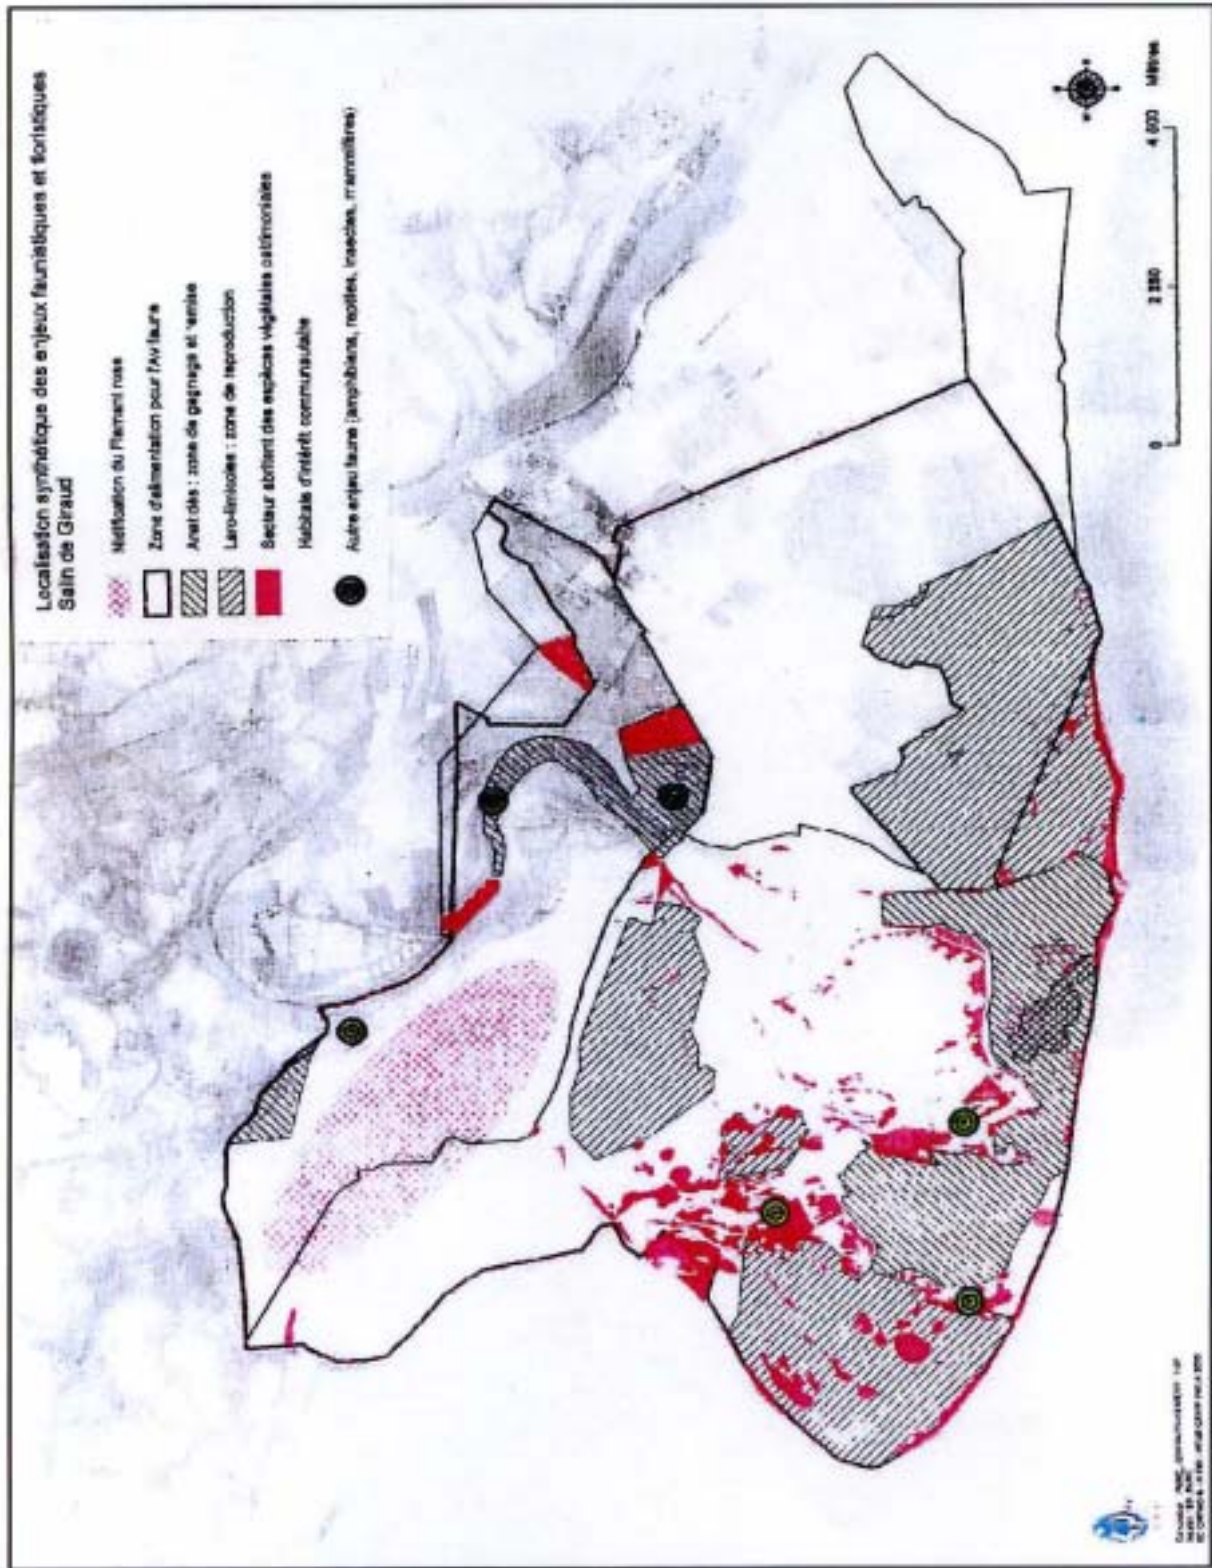 Localisation synthétique des enjeux faunistiques et floristiques
Salin de Giraud
Nidification du Flamant rose
Zone d'alimentation pour l'Avifaune
Anatidés : zone de gagnage et remise
Laro-limicoles : zone de reproduction
Secteur abritant des espèces végétales patrimoniales
Habitats d'intérêt communautaire
Autre enjeu faune (amphibiens, reptiles, insectes, mammifères)
0
4 000 Mètres